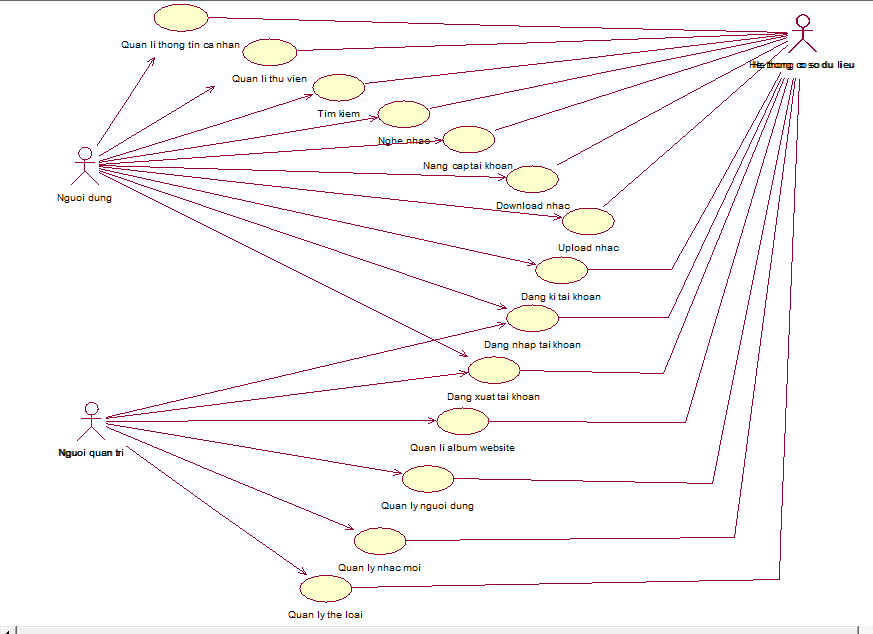 Quan li thong tin ca nhan
Quan li thu vien
He thong co so du lieu
Tim kiem
Nghe nhac
Nang cap tai khoan
Nguoi dung
Download nhac
Upload nhac
Dang ki tai khoan
Dang nhap tai khoan
Dang xuat tai khoan
Quan li album website
Nguoi quan tri
Quan ly nguoi dung
Quan ly nhac moi
Quan ly the loai